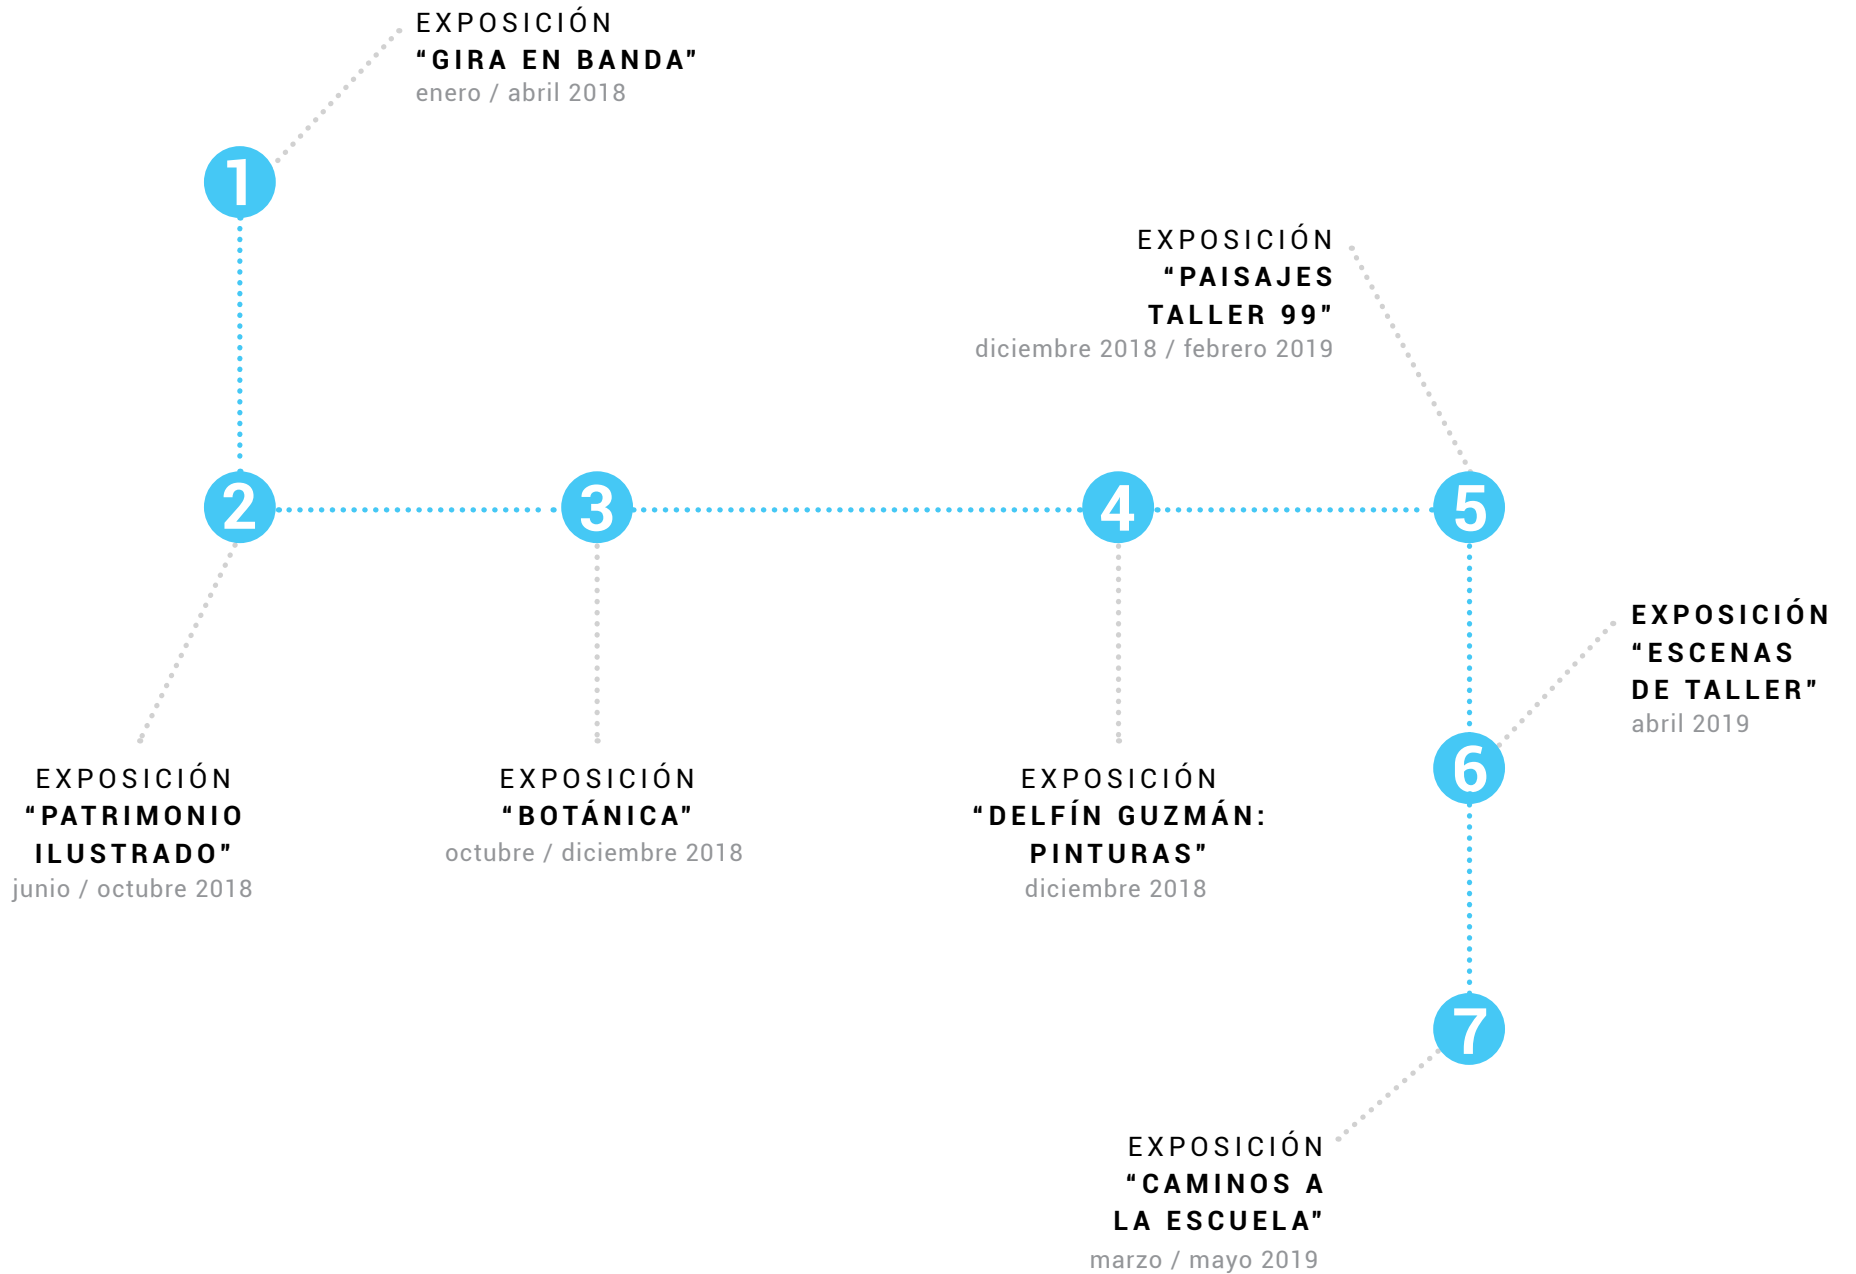 EXPOSICIÓN
“GIRA EN BANDA”
enero / abril 2018
1
EXPOSICIÓN
“PAISAJES
TALLER 99”
diciembre 2018 / febrero 2019
2
3
4
5
EXPOSICIÓN
“ESCENAS
DE TALLER”
abril 2019
6
EXPOSICIÓN
“PATRIMONIO
ILUSTRADO”
junio / octubre 2018
EXPOSICIÓN
“BOTÁNICA”
octubre / diciembre 2018
EXPOSICIÓN
“DELFÍN GUZMÁN:
PINTURAS”
diciembre 2018
7
EXPOSICIÓN
“CAMINOS A
LA ESCUELA”
marzo / mayo 2019